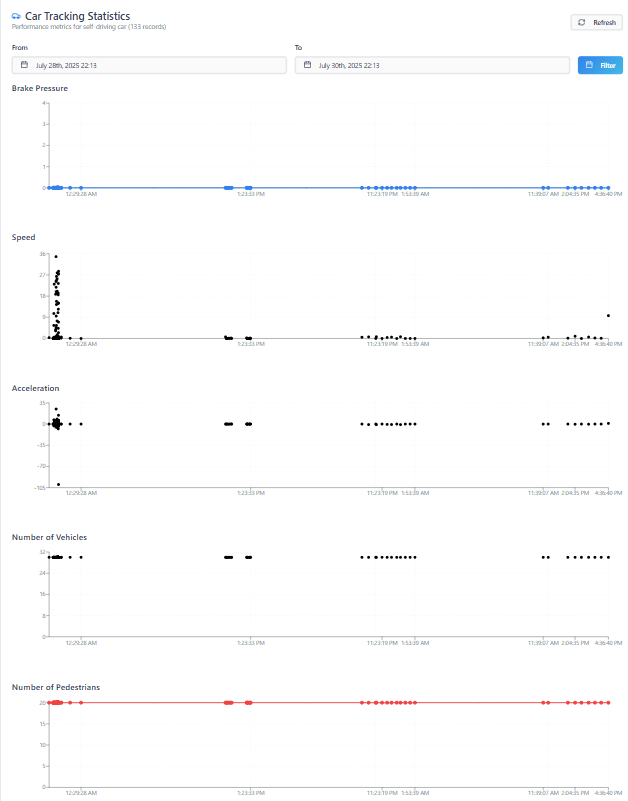 Car Tracking Statistics
Performance metrics for self-driving car (133 records)
Refresh
From
To
July 28th, 2025 22:13
July 30th, 2025 22:13
Filter
Brake Pressure
4
3
2
1
0
12:29:28 AM 1:23:33 PM 11:23:19 PM 1:53:39 AM 11:39:07 AM 2:04:35 PM 4:36:40 PM
Speed
36
27
18
9
0
12:29:28 AM 1:23:33 PM 11:23:19 PM 1:53:39 AM 11:39:07 AM 2:04:35 PM 4:36:40 PM
Acceleration
35
0
-35
-70
-105
12:29:28 AM 1:23:33 PM 11:23:19 PM 1:53:39 AM 11:39:07 AM 2:04:35 PM 4:36:40 PM
Number of Vehicles
32
24
16
8
0
12:29:28 AM 1:23:33 PM 11:23:19 PM 1:53:39 AM 11:39:07 AM 2:04:35 PM 4:36:40 PM
Number of Pedestrians
20
15
10
5
0
12:29:28 AM 1:23:33 PM 11:23:19 PM 1:53:39 AM 11:39:07 AM 2:04:35 PM 4:36:40 PM